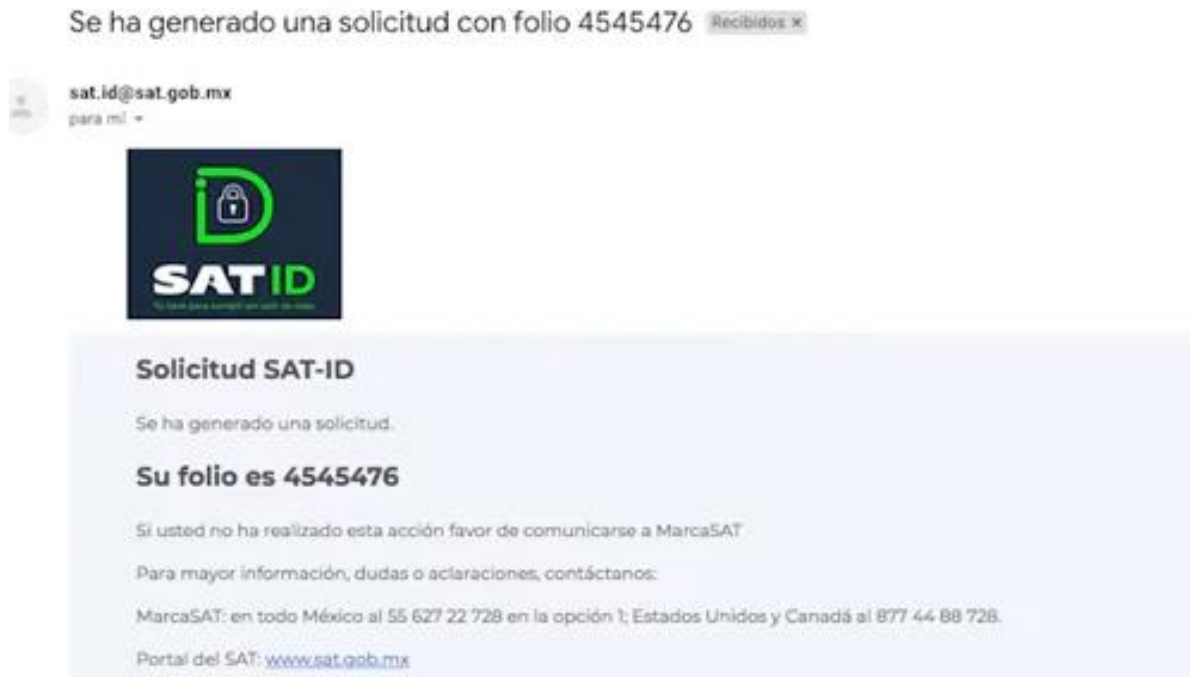 Se ha generado una solicitud con folio 4545476 Recibidos x
sat.id@sat.gob.mx
para mí
iD
SAT ID
Solicitud SAT-ID
Se ha generado una solicitud.
Su folio es 4545476
Si usted no ha realizado esta acción favor de comunicarse a MarcaSAT
Para mayor información, dudas o aclaraciones, contáctanos:
MarcaSAT: en todo México al 55 627 22 728 en la opción 1; Estados Unidos y Canadá al 877 44 88 728.
Portal del SAT: www.sat.gob.mx